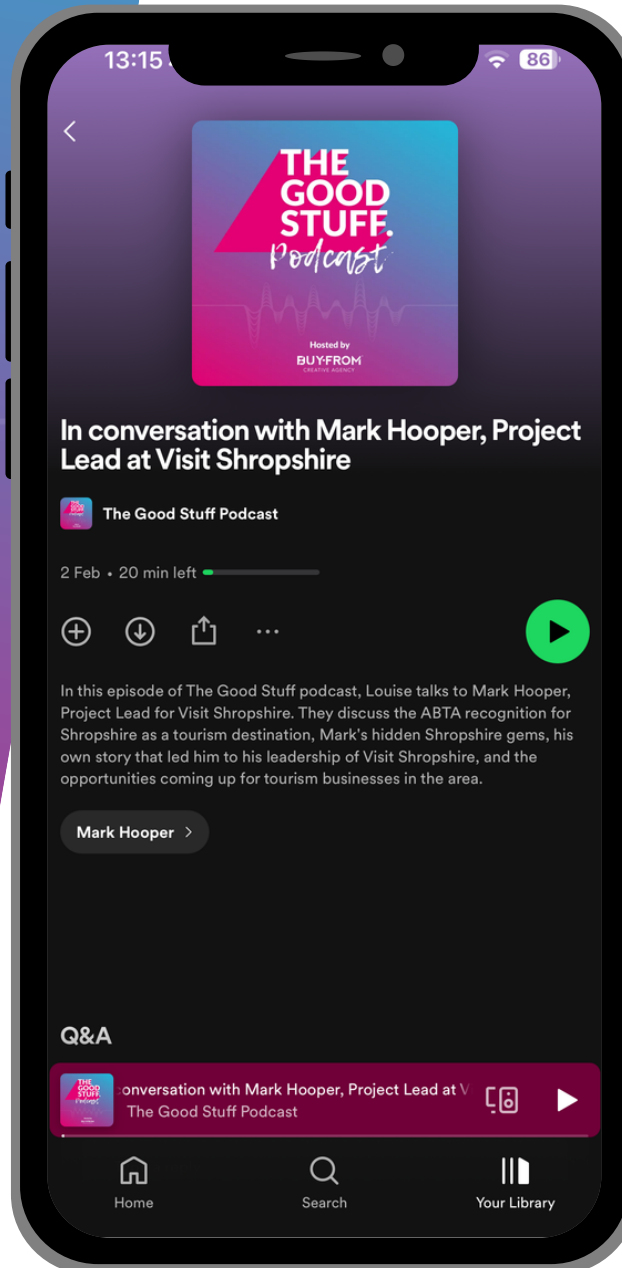 13:15
86
THE
GOOD
STUFF.
Podcast
Hosted by
BUY-FROM
CREATIVE AGENCY
In conversation with Mark Hooper, Project
Lead at Visit Shropshire
The Good Stuff Podcast
2 Feb • 20 min left
In this episode of The Good Stuff podcast, Louise talks to Mark Hooper,
Project Lead for Visit Shropshire. They discuss the ABTA recognition for
Shropshire as a tourism destination, Mark's hidden Shropshire gems, his
own story that led him to his leadership of Visit Shropshire, and the
opportunities coming up for tourism businesses in the area.
Mark Hooper
Q&A
THE
GOOD
STUFF.
Podcast
onversation with Mark Hooper, Project Lead at V
The Good Stuff Podcast
Home
Search
Your Library